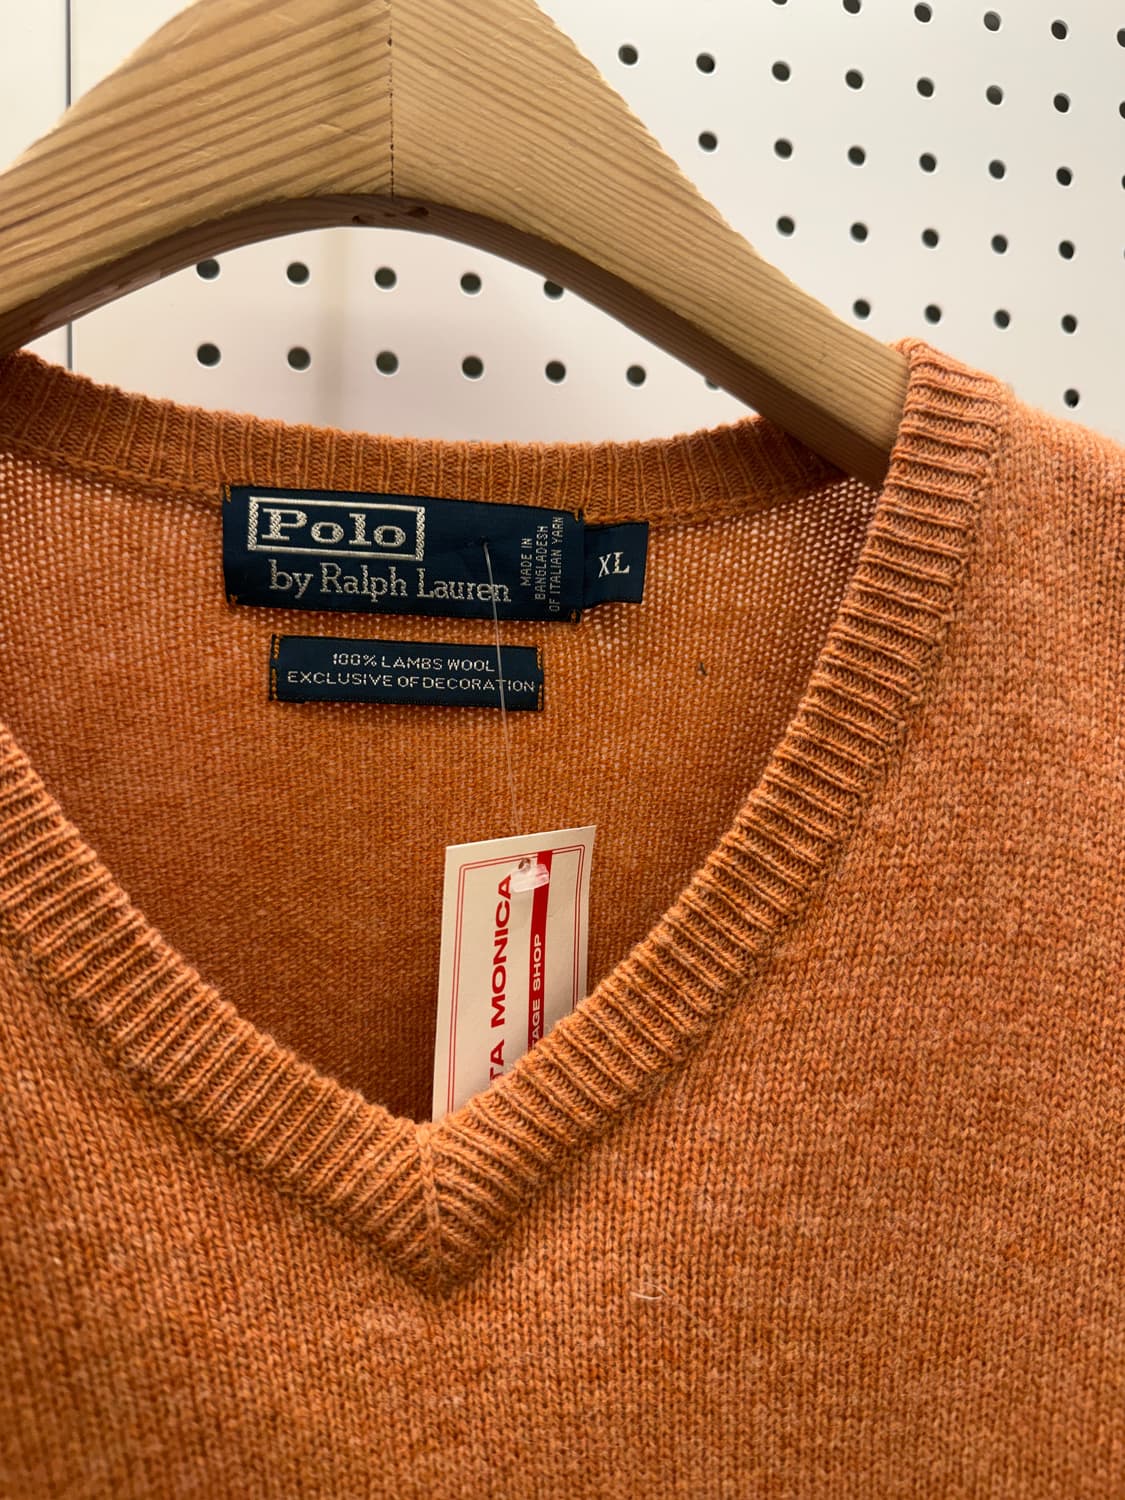 Polo
by Ralph Lauren
MADE IN
BANGLADESH
OF ITALIAN YARN
XL
100% LAMBS WOOL
EXCLUSIVE OF DECORATION
TA MONICA
AGE SHOP